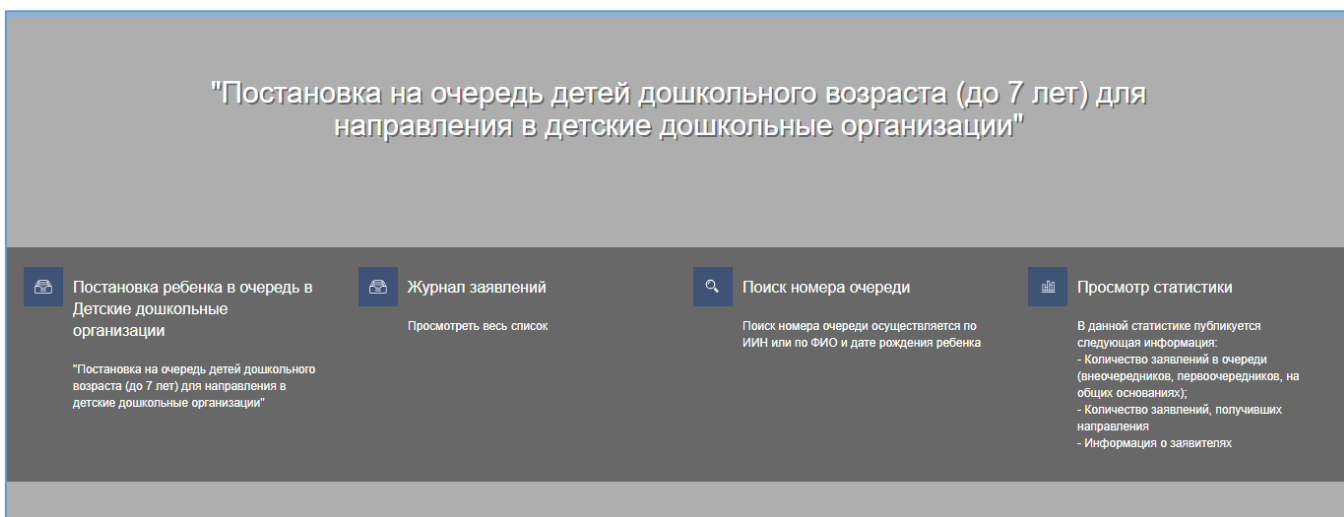 "Постановка на очередь детей дошкольного возраста (до 7 лет) для
направления в детские дошкольные организации"
Постановка ребенка в очередь в
Детские дошкольные
организации
"Постановка на очередь детей дошкольного
возраста (до 7 лет) для направления в
детские дошкольные организации"
Журнал заявлений
Просмотреть весь список
Поиск номера очереди
Поиск номера очереди осуществляется по
ИИН или по ФИО и дате рождения ребенка
Просмотр статистики
В данной статистике публикуется
следующая информация:
- Количество заявлений в очереди
(внеочередников, первоочередников, на
общих основаниях);
- Количество заявлений, получивших
направления
- Информация о заявителях